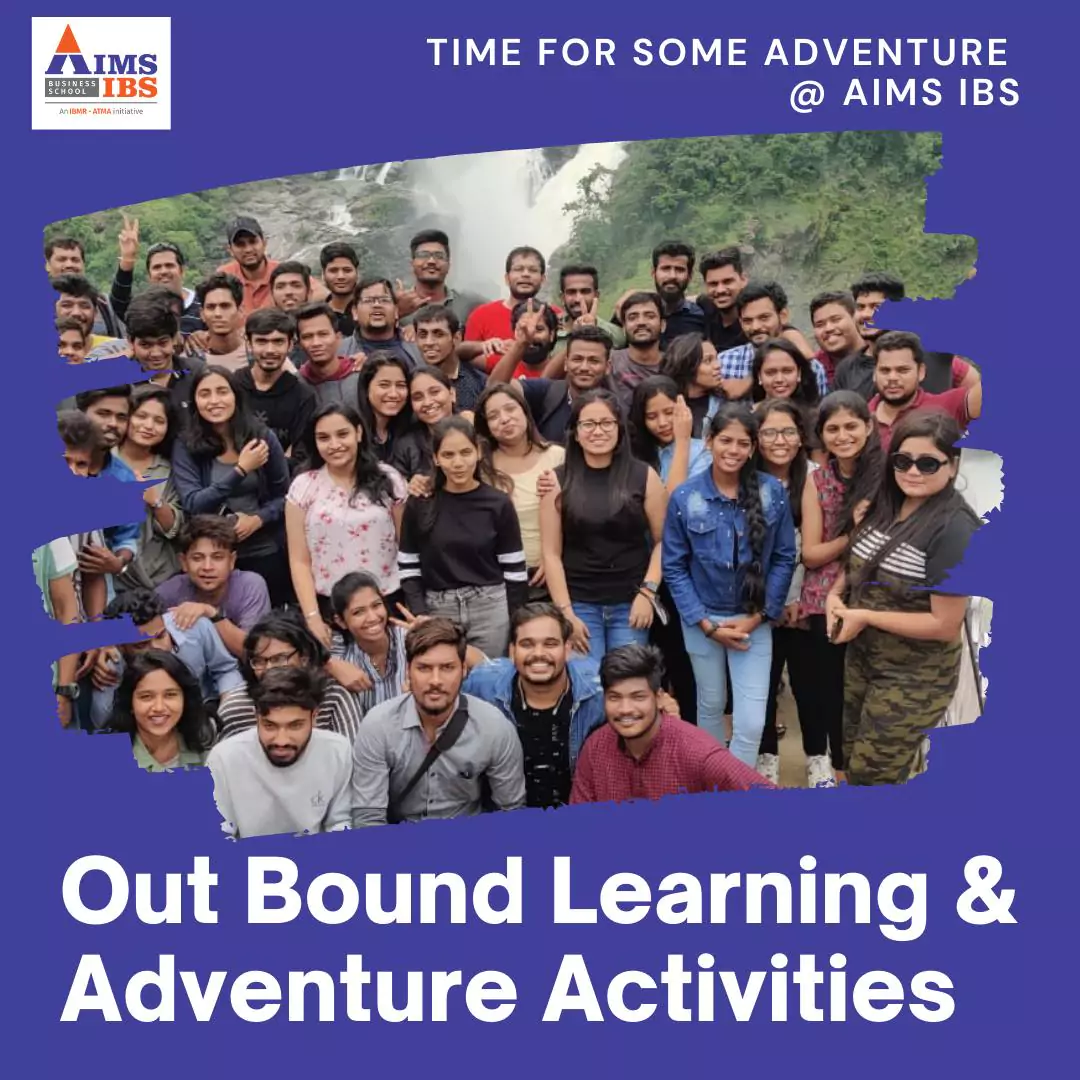 AIMS
BUSINESS SCHOOL IBS
An IBMR - ATMA initiative
TIME FOR SOME ADVENTURE
@ AIMS IBS
ck
Out Bound Learning &
Adventure Activities